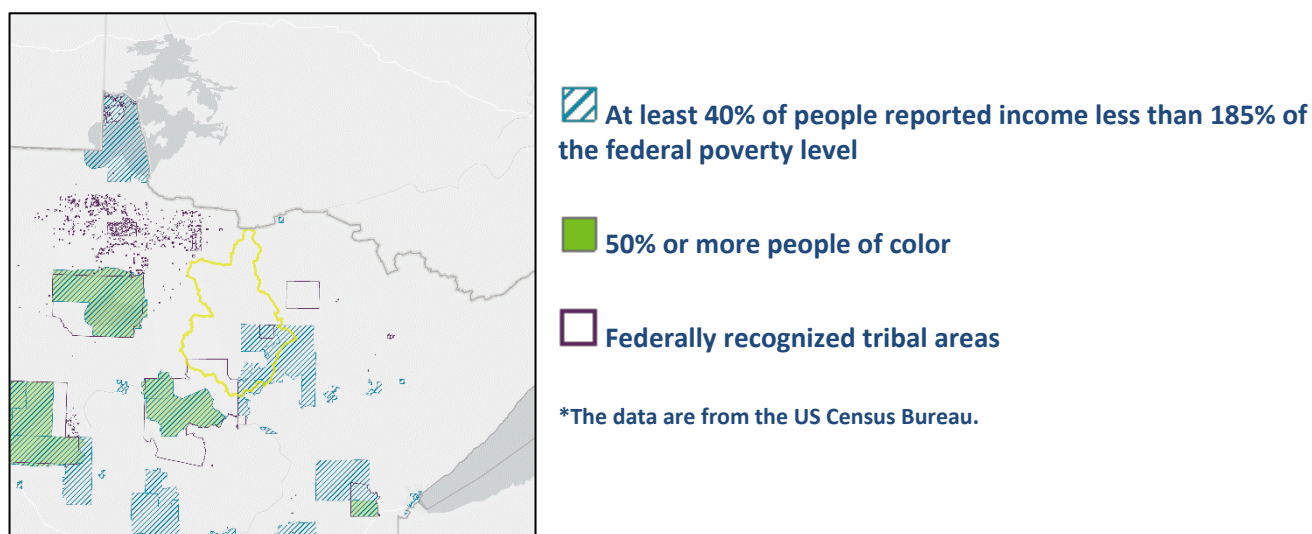 At least 40% of people reported income less than 185% of
the federal poverty level
50% or more people of color
Federally recognized tribal areas
*The data are from the US Census Bureau.